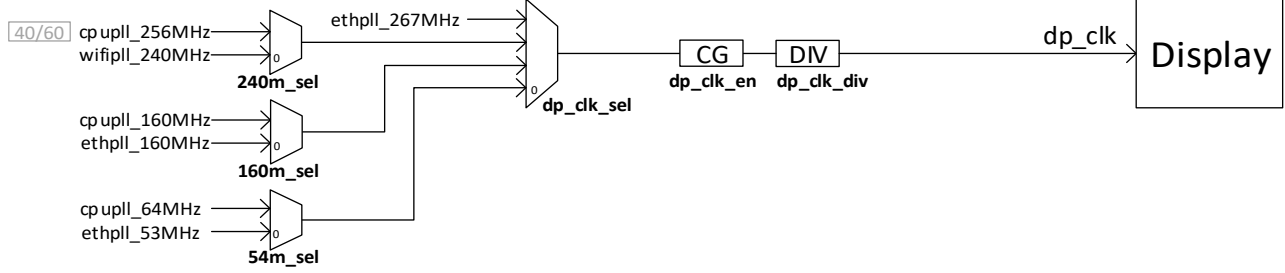 ethpll_267MHz
40/60
cpupll_256MHz
wifipll_240MHz
0
240m_sel
dp_clk
Display
CG
DIV
dp_clk_en
dp_clk_div
0
dp_clk_sel
cpupll_160MHz
ethpll_160MHz
0
160m_sel
cpupll_64MHz
ethpll_53MHz
0
54m_sel